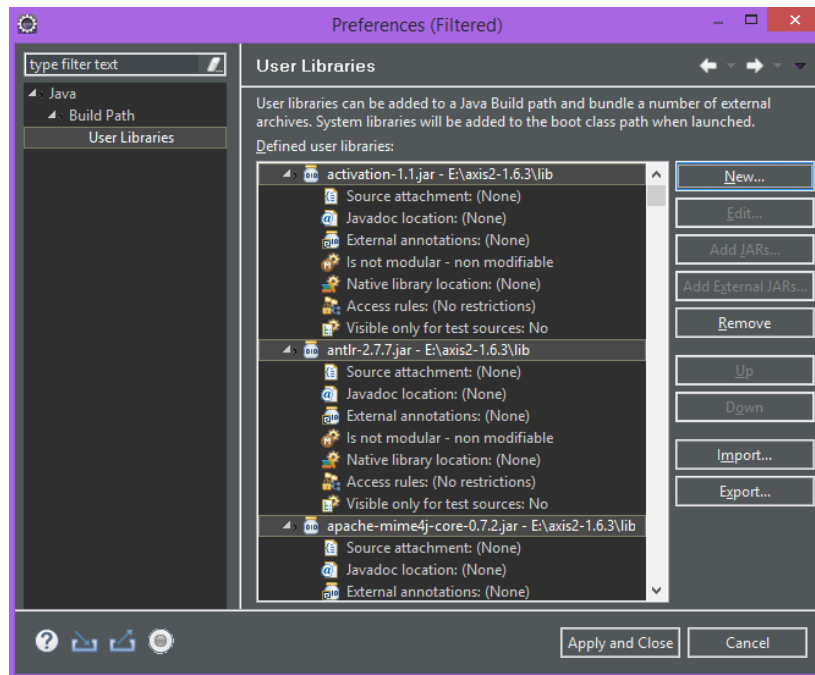 Preferences (Filtered)
type filter text
Java
Build Path
User Libraries
User Libraries
User libraries can be added to a Java Build path and bundle a number of external
archives. System libraries will be added to the boot class path when launched.
Defined user libraries:
activation-1.1.jar - E:\axis2-1.6.3\lib
Source attachment: (None)
Javadoc location: (None)
External annotations: (None)
Is not modular - non modifiable
Native library location: (None)
Access rules: (No restrictions)
Visible only for test sources: No
antlr-2.7.7.jar - E:\axis2-1.6.3\lib
Source attachment: (None)
Javadoc location: (None)
External annotations: (None)
Is not modular - non modifiable
Native library location: (None)
Access rules: (No restrictions)
Visible only for test sources: No
apache-mime4j-core-0.7.2.jar - E:\axis2-1.6.3\lib
Source attachment: (None)
Javadoc location: (None)
External annotations: (None)
New...
Edit...
Add JARs...
Add External JARs...
Remove
Up
Down
Import...
Export...
Apply and Close
Cancel